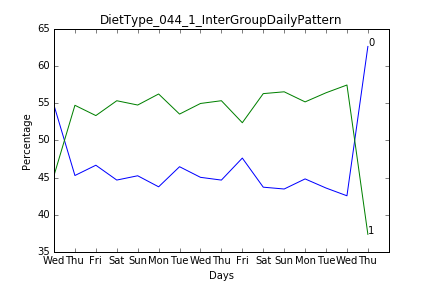 DietType_044_1_InterGroupDailyPattern
65
60
55
50
45
40
35
Percentage
0
1
Wed Thu Fri Sat Sun Mon Tue Wed Thu Fri Sat Sun Mon Tue Wed Thu
Days